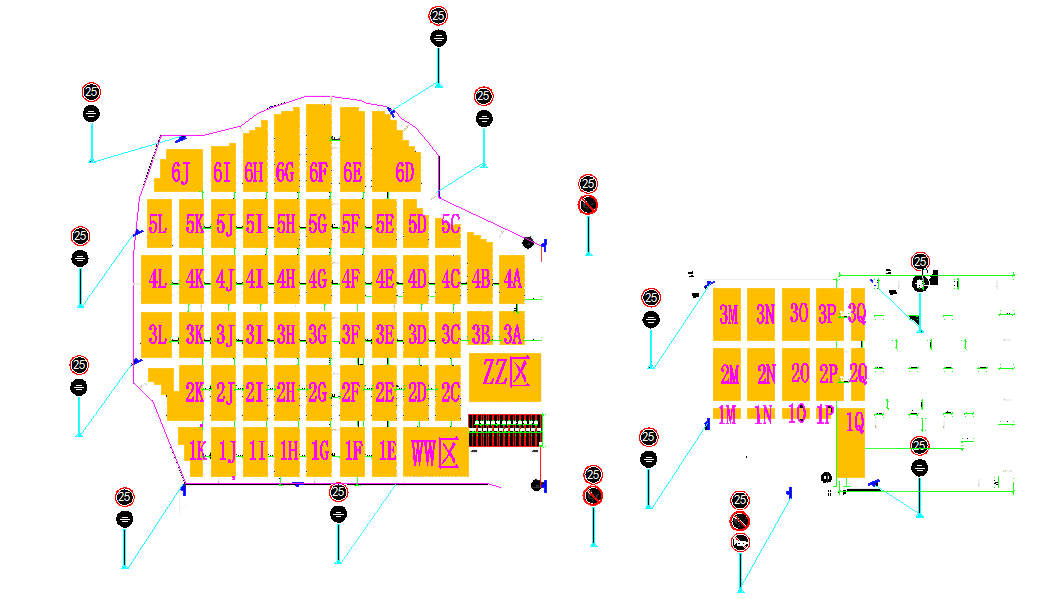 25
25
25
25
6J 6I 6H 6G 6F 6E 6D
5L 5K 5J 5I 5H 5G 5F 5E 5D 5C
25
4L 4K 4J 4I 4H 4G 4F 4E 4D 4C 4B 4A
25
25
3L 3K 3J 3I 3H 3G 3F 3E 3D 3C 3B 3A
3M 3N 3O 3P 3Q
25
ZZ区
2K 2J 2I 2H 2G 2F 2E 2D 2C
2M 2N 2O 2P 2Q
1M 1N 1O 1P 1Q
1K 1J 1I 1H 1G 1F 1E WW区
25
25
25
25
25
25
25